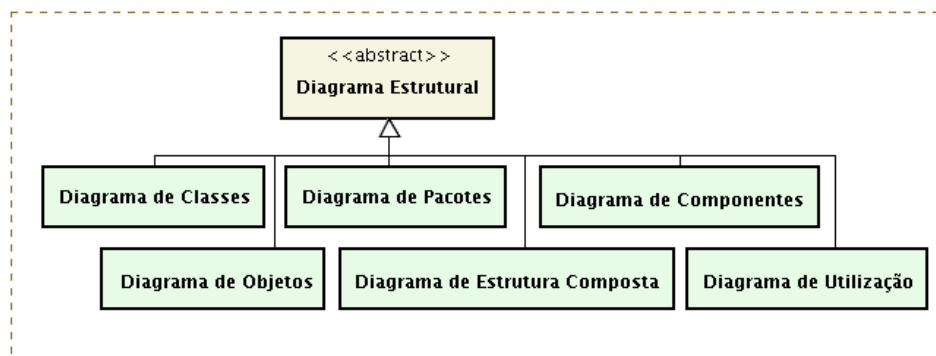 <<abstract>>
Diagrama Estrutural
Diagrama de Classes
Diagrama de Pacotes
Diagrama de Componentes
Diagrama de Objetos
Diagrama de Estrutura Composta
Diagrama de Utilização